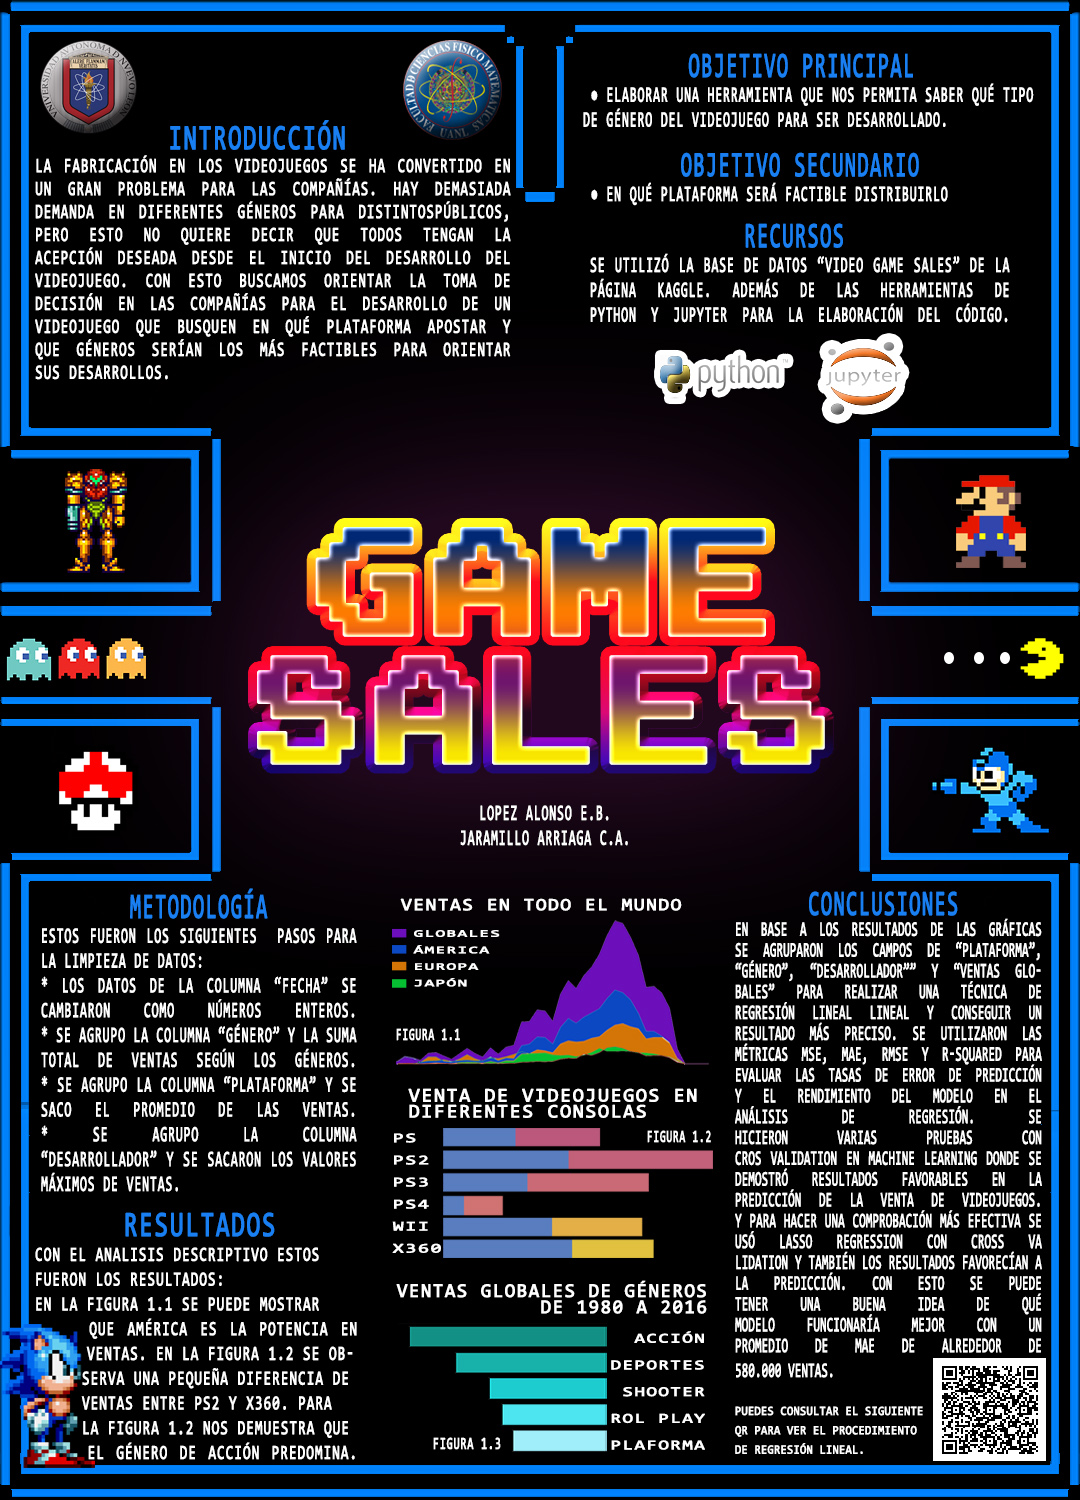 INTRODUCCIÓN
LA FABRICACIÓN EN LOS VIDEOJUEGOS SE HA CONVERTIDO EN
UN GRAN PROBLEMA PARA LAS COMPAÑÍAS. HAY DEMASIADA
DEMANDA EN DIFERENTES GÉNEROS PARA DISTINTOSPÚBLICOS,
PERO ESTO NO QUIERE DECIR QUE TODOS TENGAN LA
ACEPCIÓN DESEADA DESDE EL INICIO DEL DESARROLLO DEL
VIDEOJUEGO. CON ESTO BUSCAMOS ORIENTAR LA TOMA DE
DECISIÓN EN LAS COMPAÑÍAS PARA EL DESARROLLO DE UN
VIDEOJUEGO QUE BUSQUEN EN QUÉ PLATAFORMA APOSTAR Y
QUE GÉNEROS SERÍAN LOS MÁS FACTIBLES PARA ORIENTAR
SUS DESARROLLOS.
OBJETIVO PRINCIPAL
• ELABORAR UNA HERRAMIENTA QUE NOS PERMITA SABER QUÉ TIPO
DE GÉNERO DEL VIDEOJUEGO PARA SER DESARROLLADO.
OBJETIVO SECUNDARIO
• EN QUÉ PLATAFORMA SERÁ FACTIBLE DISTRIBUIRLO
RECURSOS
SE UTILIZÓ LA BASE DE DATOS “VIDEO GAME SALES” DE LA
PÁGINA KAGGLE. ADEMÁS DE LAS HERRAMIENTAS DE
PYTHON Y JUPYTER PARA LA ELABORACIÓN DEL CÓDIGO.
python
jupyter
GAME
SALES
LOPEZ ALONSO E.B.
JARAMILLO ARRIAGA C.A.
METODOLOGÍA
ESTOS FUERON LOS SIGUIENTES PASOS PARA
LA LIMPIEZA DE DATOS:
* LOS DATOS DE LA COLUMNA “FECHA” SE
CAMBIARON COMO NÚMEROS ENTEROS.
* SE AGRUPO LA COLUMNA “GÉNERO” Y LA SUMA
TOTAL DE VENTAS SEGÚN LOS GÉNEROS.
* SE AGRUPO LA COLUMNA “PLATAFORMA” Y SE
SACO EL PROMEDIO DE LAS VENTAS.
* SE AGRUPO LA COLUMNA
“DESARROLLADOR” Y SE SACARON LOS VALORES
MÁXIMOS DE VENTAS.
RESULTADOS
CON EL ANALISIS DESCRIPTIVO ESTOS
FUERON LOS RESULTADOS:
EN LA FIGURA 1.1 SE PUEDE MOSTRAR
QUE AMÉRICA ES LA POTENCIA EN
VENTAS. EN LA FIGURA 1.2 SE OB-
SERVA UNA PEQUEÑA DIFERENCIA DE
VENTAS ENTRE PS2 Y X360. PARA
LA FIGURA 1.2 NOS DEMUESTRA QUE
EL GÉNERO DE ACCIÓN PREDOMINA.
VENTAS EN TODO EL MUNDO
GLOBALES
ÁMERICA
EUROPA
JAPÓN
FIGURA 1.1
VENTA DE VIDEOJUEGOS EN
DIFERENTES CONSOLAS
PS
FIGURA 1.2
PS2
PS3
PS4
WII
X360
VENTAS GLOBALES DE GÉNEROS
DE 1980 A 2016
ACCIÓN
DEPORTES
SHOOTER
ROL PLAY
FIGURA 1.3
PLAFORMA
CONCLUSIONES
EN BASE A LOS RESULTADOS DE LAS GRÁFICAS
SE AGRUPARON LOS CAMPOS DE “PLATAFORMA”,
“GÉNERO”, “DESARROLLADOR”” Y “VENTAS GLO-
BALES” PARA REALIZAR UNA TÉCNICA DE
REGRESIÓN LINEAL LINEAL Y CONSEGUIR UN
RESULTADO MÁS PRECISO. SE UTILIZARON LAS
MÉTRICAS MSE, MAE, RMSE Y R-SQUARED PARA
EVALUAR LAS TASAS DE ERROR DE PREDICCIÓN
Y EL RENDIMIENTO DEL MODELO EN EL
ANÁLISIS DE REGRESIÓN. SE
HICIERON VARIAS PRUEBAS CON
CROS VALIDATION EN MACHINE LEARNING DONDE SE
DEMOSTRÓ RESULTADOS FAVORABLES EN LA
PREDICCIÓN DE LA VENTA DE VIDEOJUEGOS.
Y PARA HACER UNA COMPROBACIÓN MÁS EFECTIVA SE
USÓ LASSO REGRESSION CON CROSS VA
LIDATION Y TAMBIÉN LOS RESULTADOS FAVORECÍAN A
LA PREDICCIÓN. CON ESTO SE PUEDE
TENER UNA BUENA IDEA DE QUÉ
MODELO FUNCIONARÍA MEJOR CON UN
PROMEDIO DE MAE DE ALREDEDOR DE
580.000 VENTAS.
PUEDES CONSULTAR EL SIGUIENTE
QR PARA VER EL PROCEDIMIENTO
DE REGRESIÓN LINEAL.